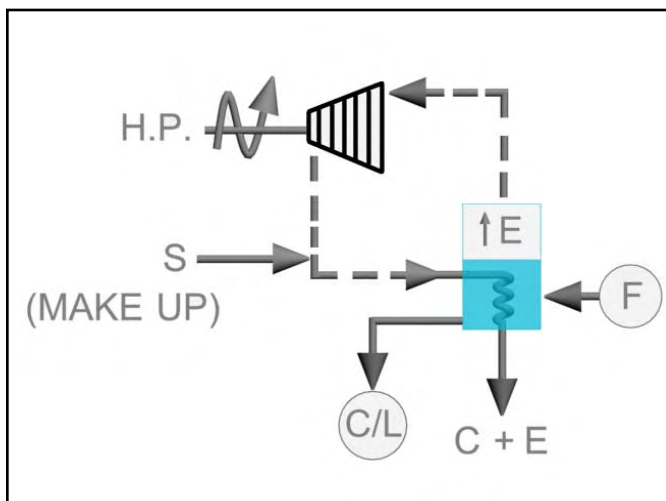 H.P.
E
S
(MAKE UP)
F
C/L
C + E